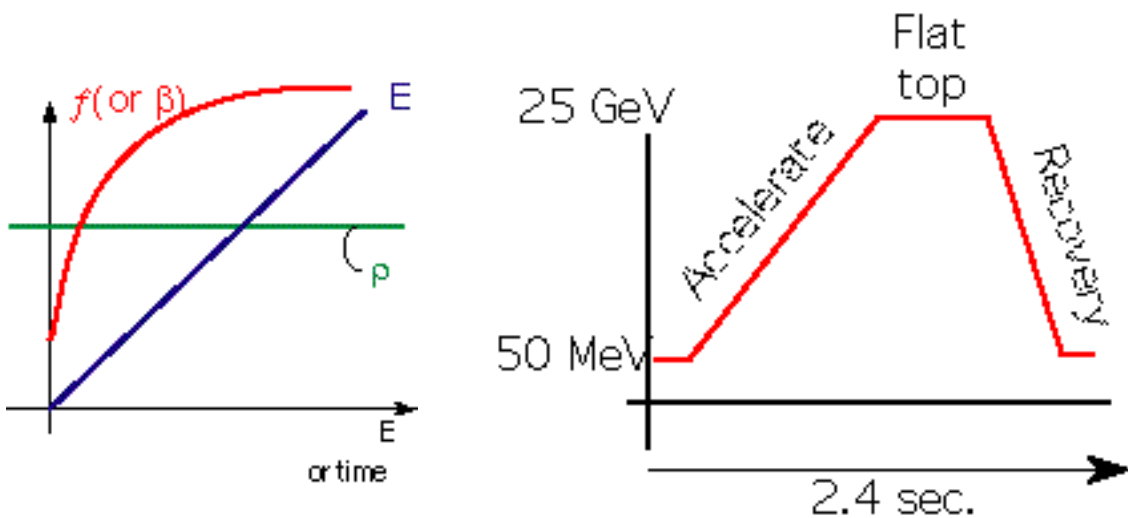 f(or β)
E
ρ
E
or time
Flat
top
25 GeV
Accelerate
Recovery
50 MeV
2.4 sec.